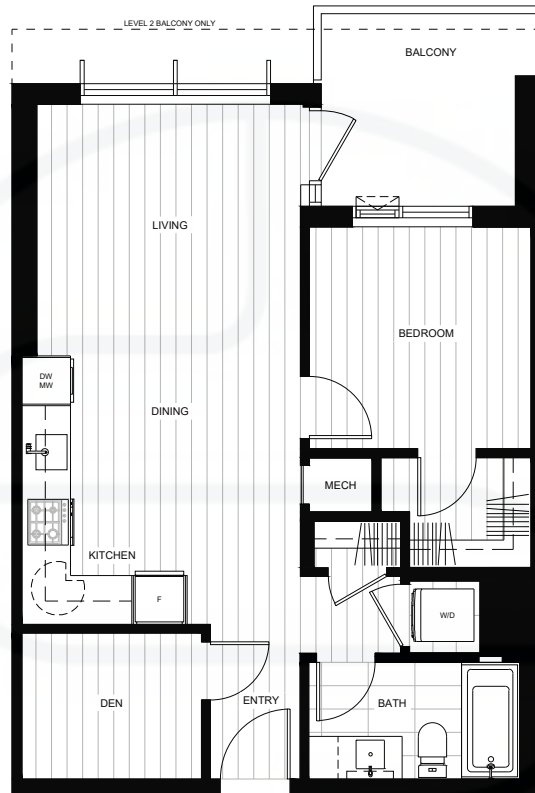 LEVEL 2 BALCONY ONLY
BALCONY
LIVING
BEDROOM
DW
MW
DINING
MECH
KITCHEN
F
W/D
DEN
ENTRY
BATH